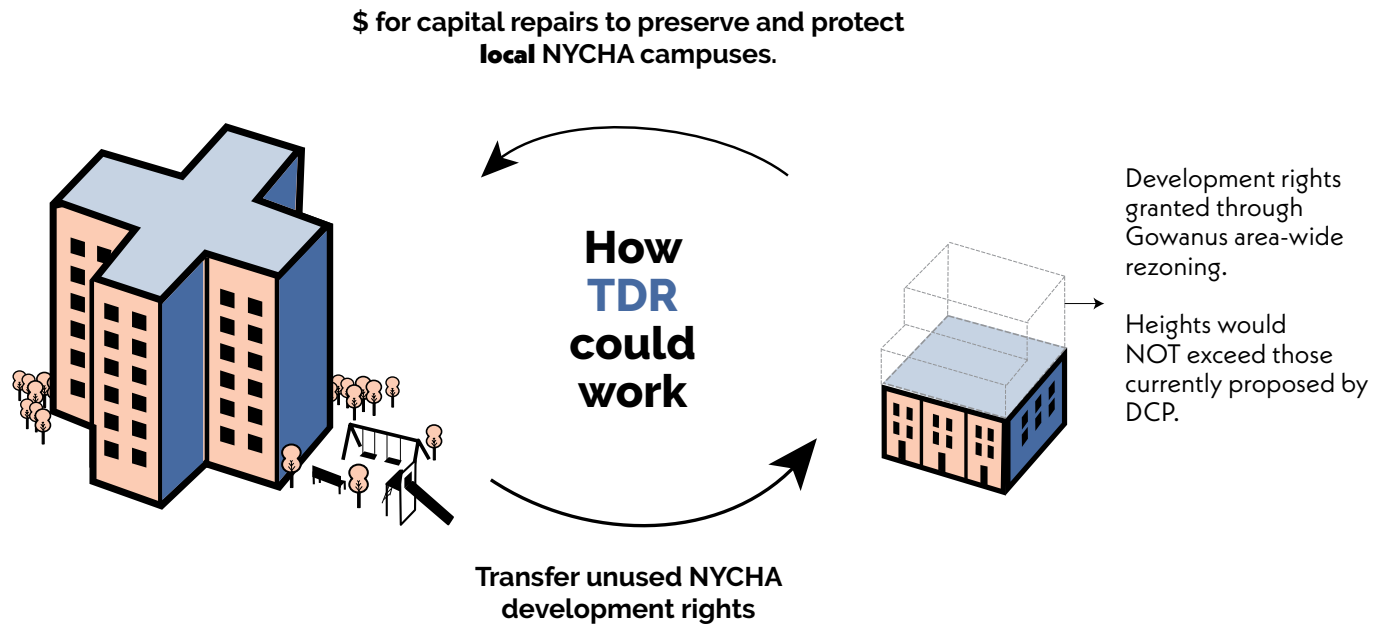 $ for capital repairs to preserve and protect
local NYCHA campuses.
How
TDR
could
work
Development rights
granted through
Gowanus area-wide
rezoning.
Heights would
NOT exceed those
currently proposed by
DCP.
Transfer unused NYCHA
development rights